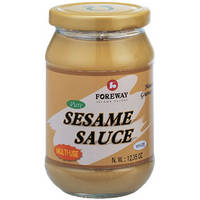 FOREWAY
Pure
SESAME
SAUCE
MULTI-USE
N. W.: 12.35 OZ